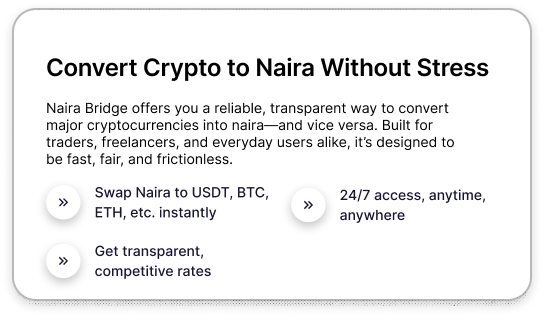 Convert Crypto to Naira Without Stress
Naira Bridge offers you a reliable, transparent way to convert
major cryptocurrencies into naira—and vice versa. Built for
traders, freelancers, and everyday users alike, it’s designed to
be fast, fair, and frictionless.
» Swap Naira to USDT, BTC,
ETH, etc. instantly
» 24/7 access, anytime,
anywhere
» Get transparent,
competitive rates